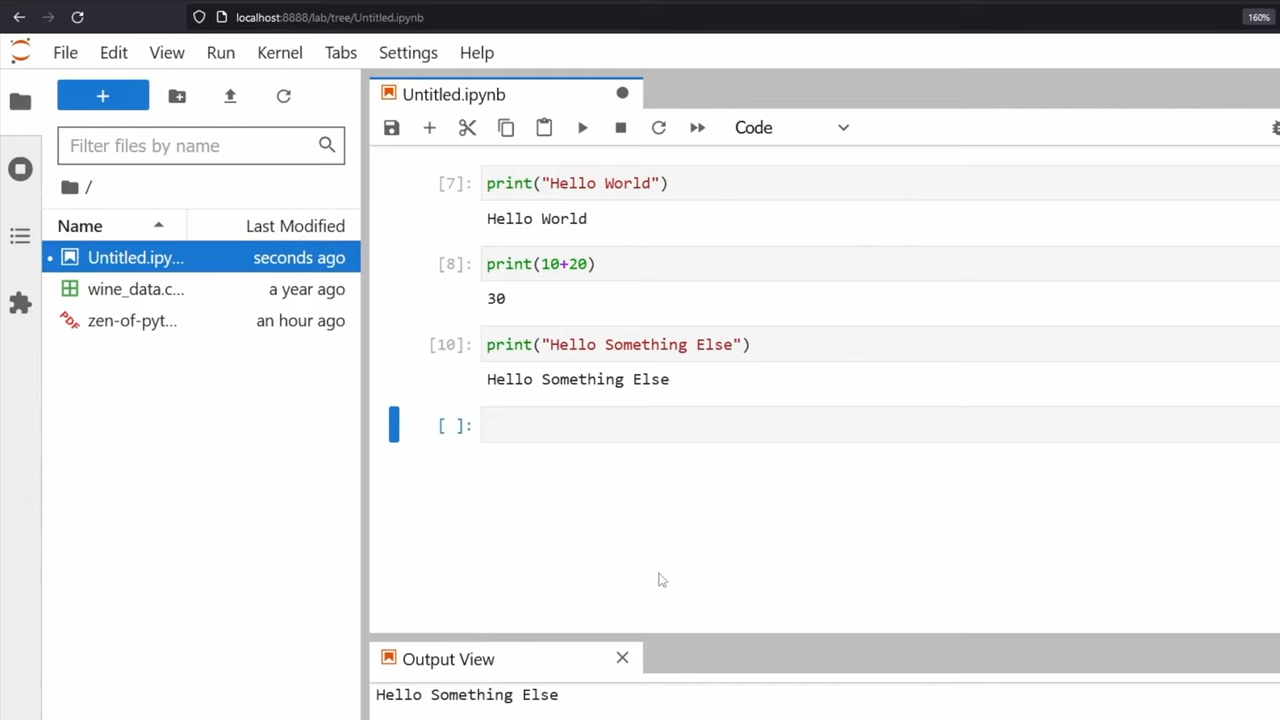 localhost:8888/lab/tree/Untitled.ipynb
160%
File Edit View Run Kernel Tabs Settings Help
+
Filter files by name
/
Name Last Modified
Untitled.ipy... seconds ago
wine_data.c... a year ago
PDF zen-of-pyt... an hour ago
Untitled.ipynb
Code
[7]: print("Hello World")
Hello World
[8]: print(10+20)
30
[10]: print("Hello Something Else")
Hello Something Else
[ ]:
Output View
Hello Something Else